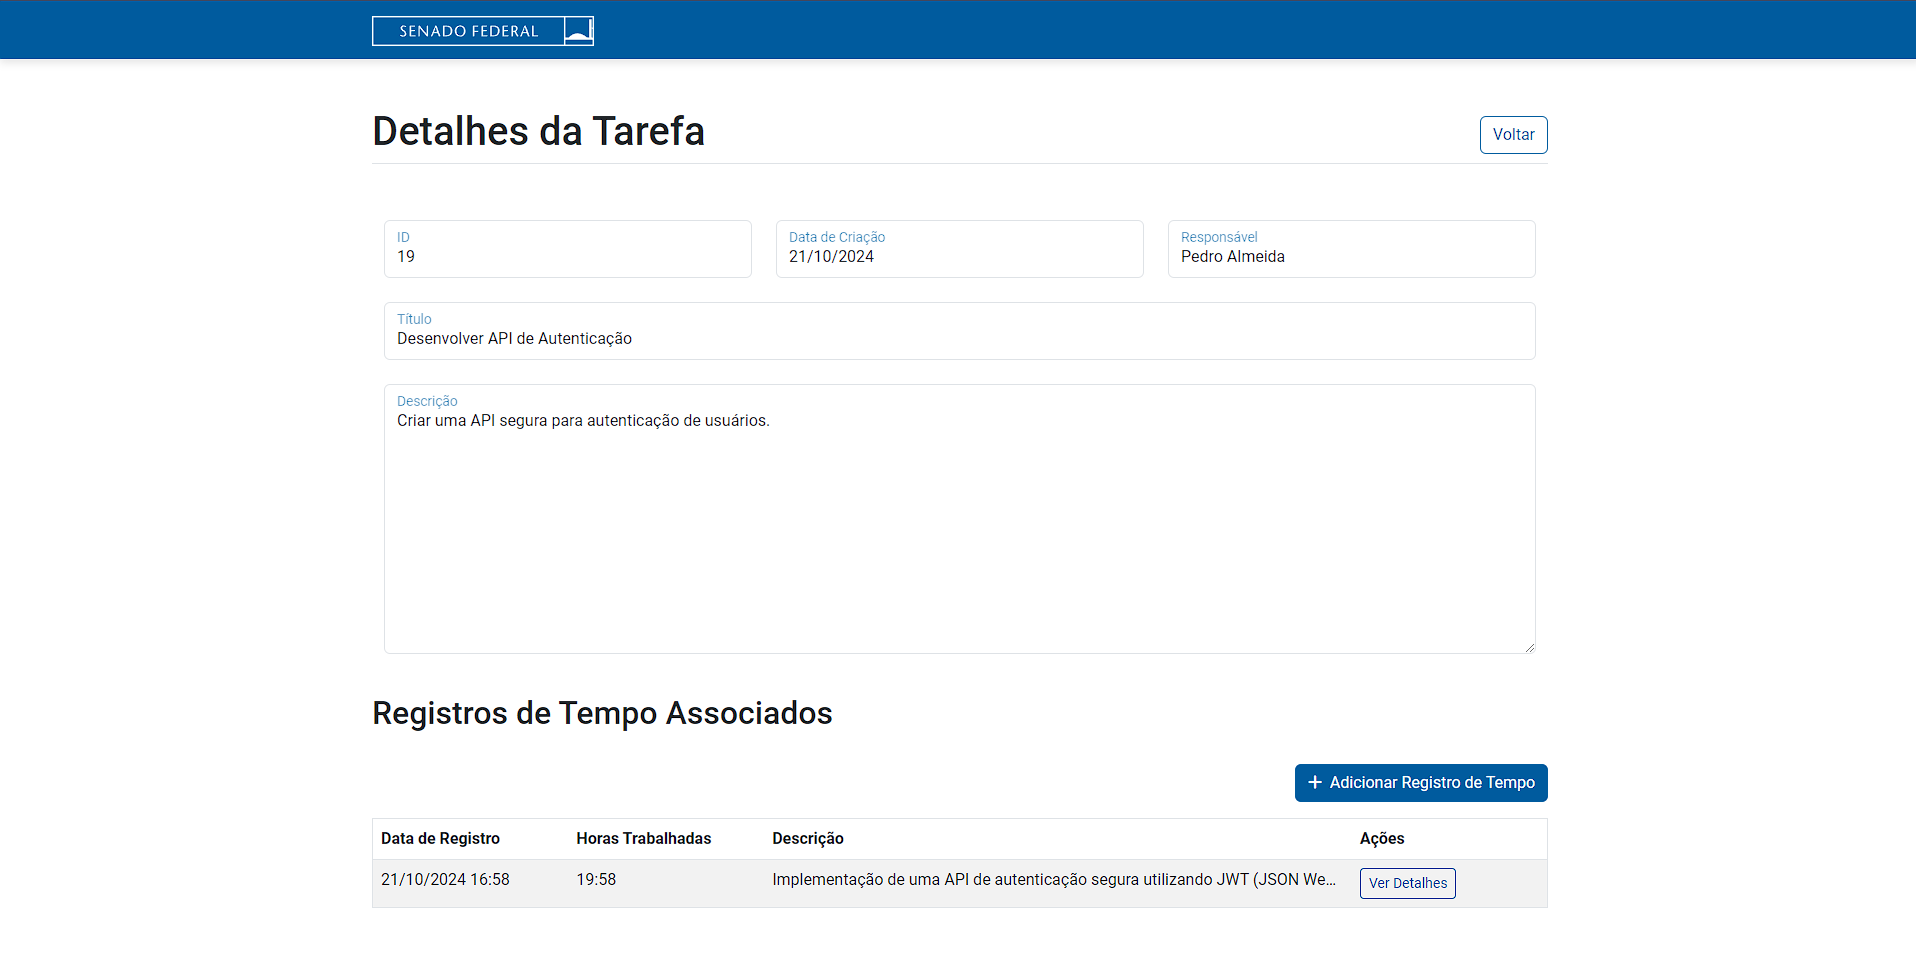 SENADO FEDERAL
Detalhes da Tarefa
Voltar
ID
19
Data de Criação
21/10/2024
Responsável
Pedro Almeida
Título
Desenvolver API de Autenticação
Descrição
Criar uma API segura para autenticação de usuários.
Registros de Tempo Associados
+ Adicionar Registro de Tempo
Data de Registro Horas Trabalhadas Descrição Ações
21/10/2024 16:58 19:58 Implementação de uma API de autenticação segura utilizando JWT (JSON We... Ver Detalhes